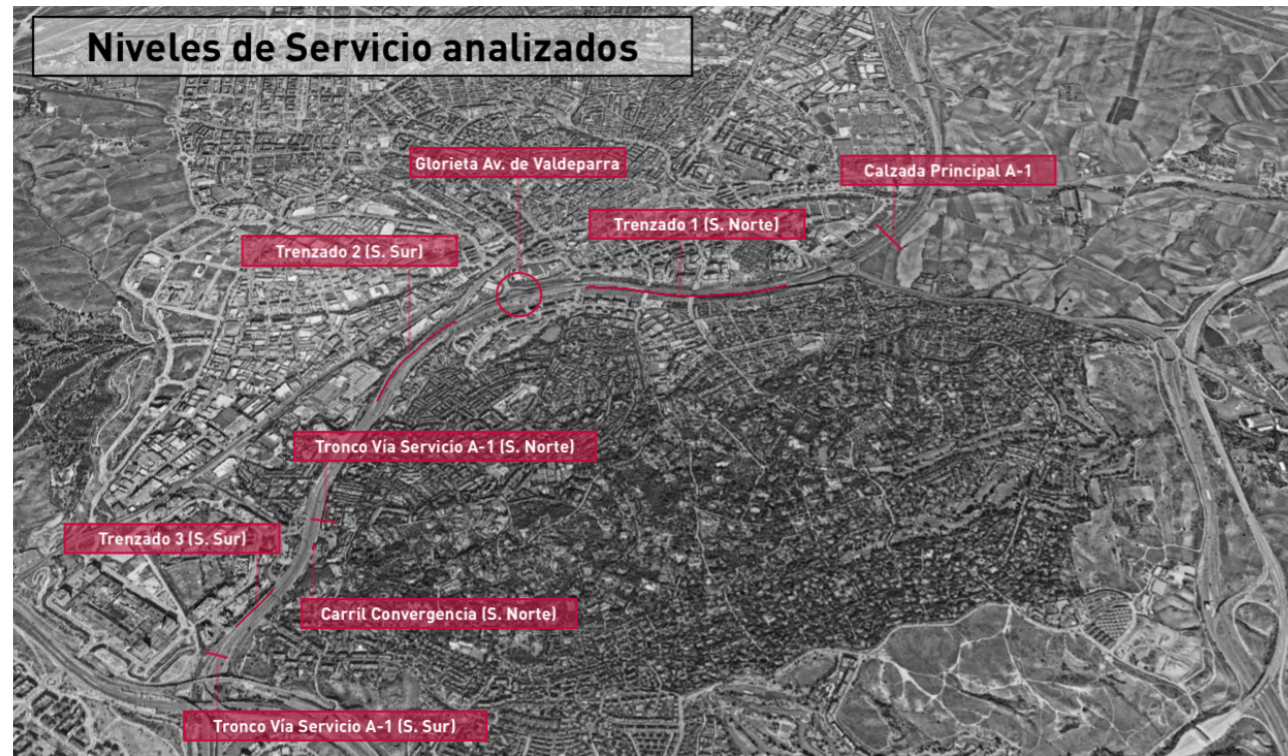 Niveles de Servicio analizados
Glorieta Av. de Valdeparra
Calzada Principal A-1
Trenzado 1 (S. Norte)
Trenzado 2 (S. Sur)
Tronco Vía Servicio A-1 (S. Norte)
Trenzado 3 (S. Sur)
Carril Convergencia (S. Norte)
Tronco Vía Servicio A-1 (S. Sur)